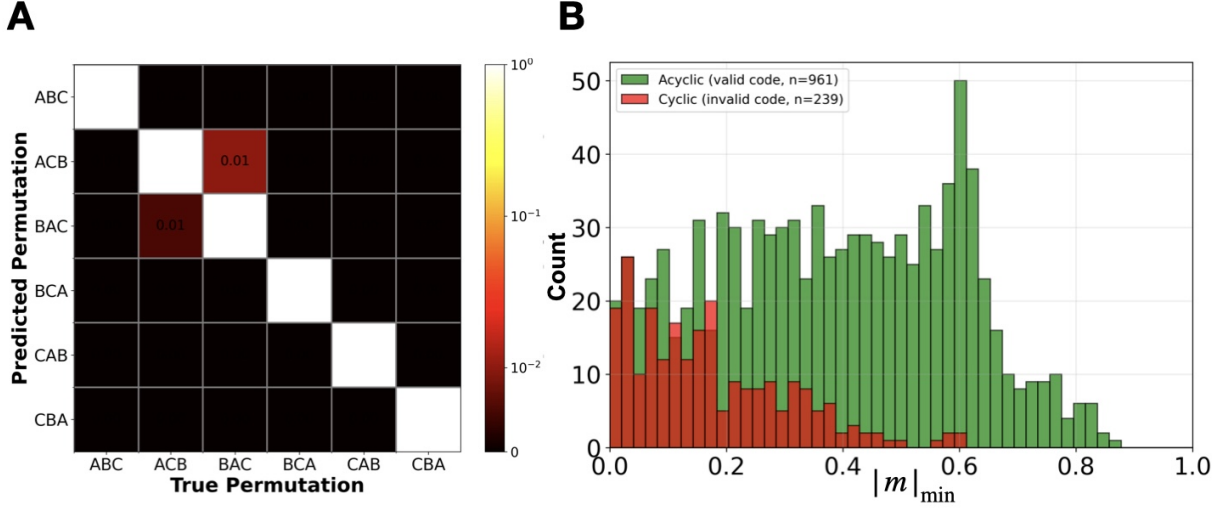 A
B
Predicted Permutation
ABC
ACB
BAC
BCA
CAB
CBA
0.01
0.01
ABC
ACB
BAC
BCA
CAB
CBA
True Permutation
10⁰
10⁻¹
10⁻²
0
Acyclic (valid code, n=961)
Cyclic (invalid code, n=239)
Count
50
40
30
20
10
0
0.0
0.2
0.4
0.6
0.8
1.0
|m|min